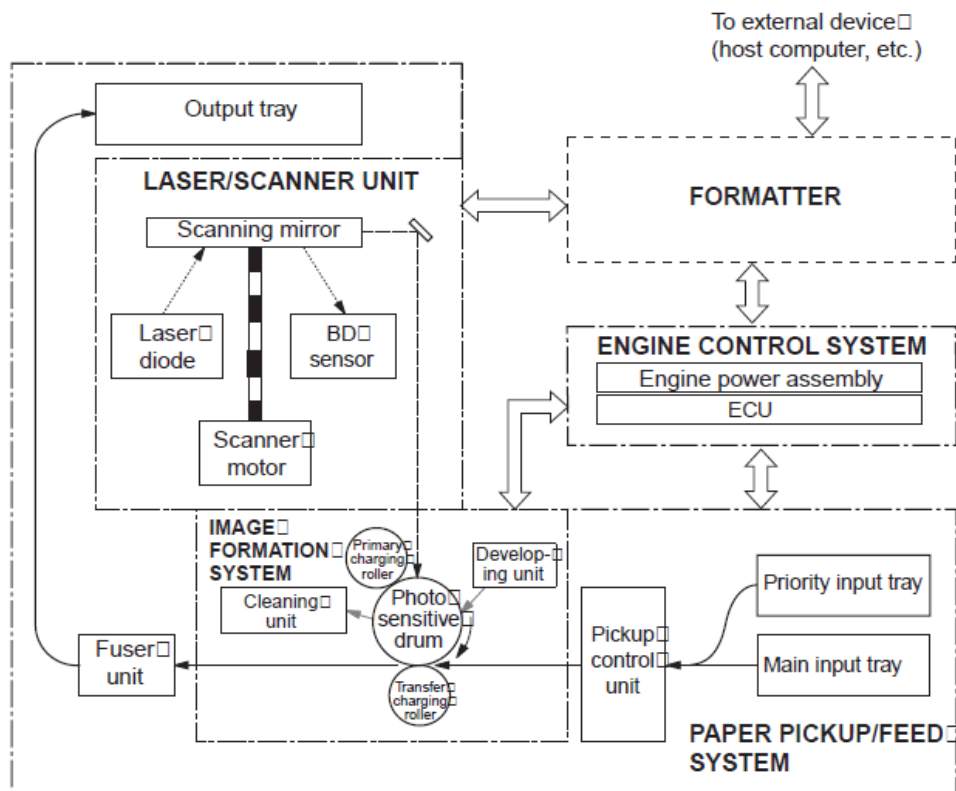 To external device□
(host computer, etc.)
Output tray
LASER/SCANNER UNIT
FORMATTER
Scanning mirror
Laser□
diode
BD□
sensor
ENGINE CONTROL SYSTEM
Engine power assembly
ECU
Scanner□
motor
IMAGE□
FORMATION□
SYSTEM
Primary□
charging□
roller
Develop-□
ing unit
Cleaning□
unit
Photo□
sensitive□
drum
Priority input tray
Pickup□
control□
unit
Main input tray
Fuser□
unit
Transfer□
charging□
roller
PAPER PICKUP/FEED□
SYSTEM